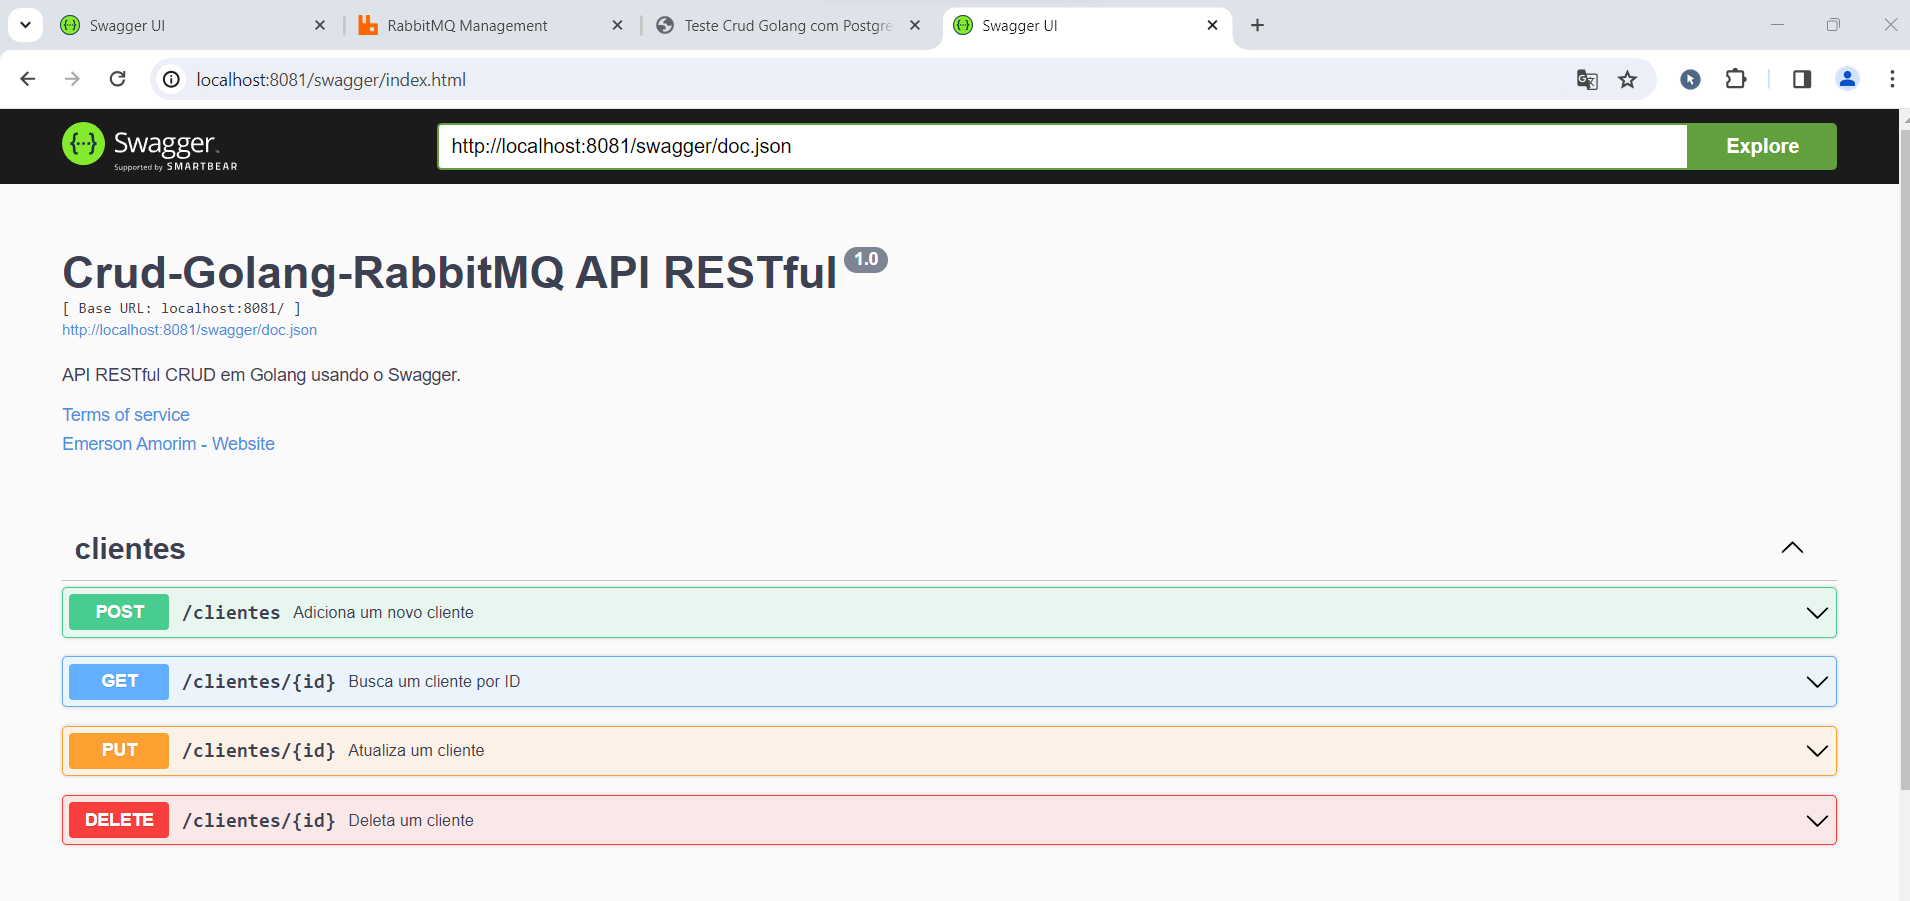 Swagger UI
RabbitMQ Management
Teste Crud Golang com Postgre
Swagger UI
localhost:8081/swagger/index.html
Swagger.
Supported by SMARTBEAR
http://localhost:8081/swagger/doc.json
Explore
Crud-Golang-RabbitMQ API RESTful 1.0
[ Base URL: localhost:8081/ ]
http://localhost:8081/swagger/doc.json
API RESTful CRUD em Golang usando o Swagger.
Terms of service
Emerson Amorim - Website
clientes
POST /clientes Adiciona um novo cliente
GET /clientes/{id} Busca um cliente por ID
PUT /clientes/{id} Atualiza um cliente
DELETE /clientes/{id} Deleta um cliente